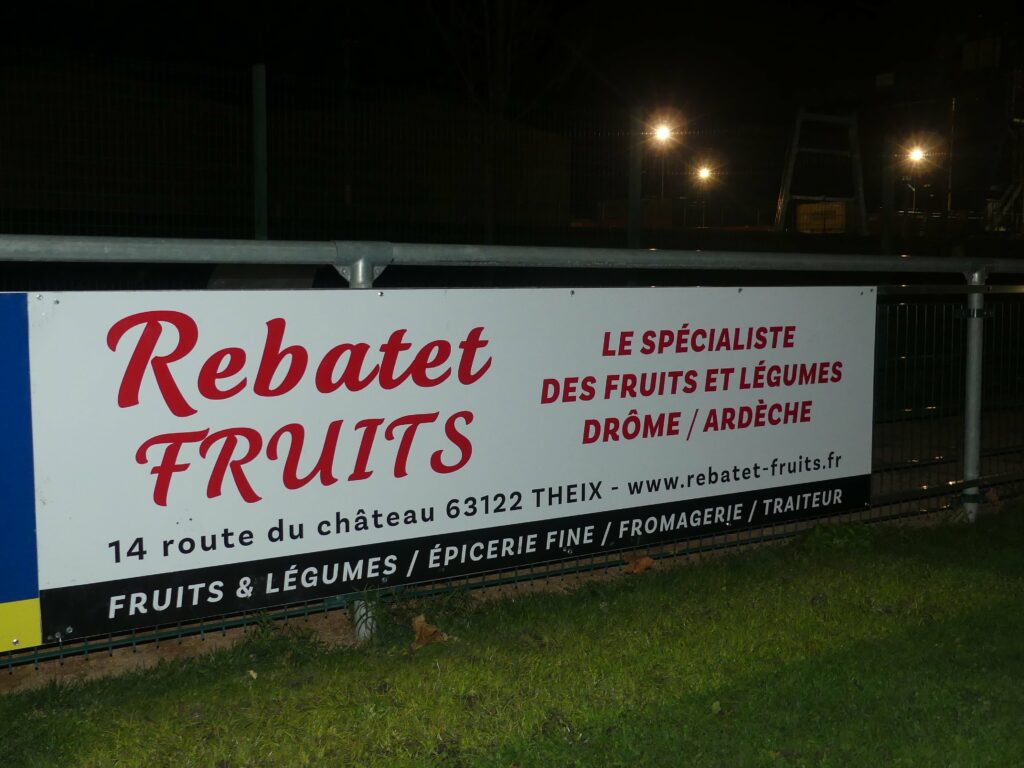 Rebatet
FRUITS
LE SPÉCIALISTE
DES FRUITS ET LÉGUMES
DRÔME / ARDÈCHE
14 route du château 63122 THEIX - www.rebatet-fruits.fr
FRUITS & LÉGUMES / ÉPICERIE FINE / FROMAGERIE / TRAITEUR